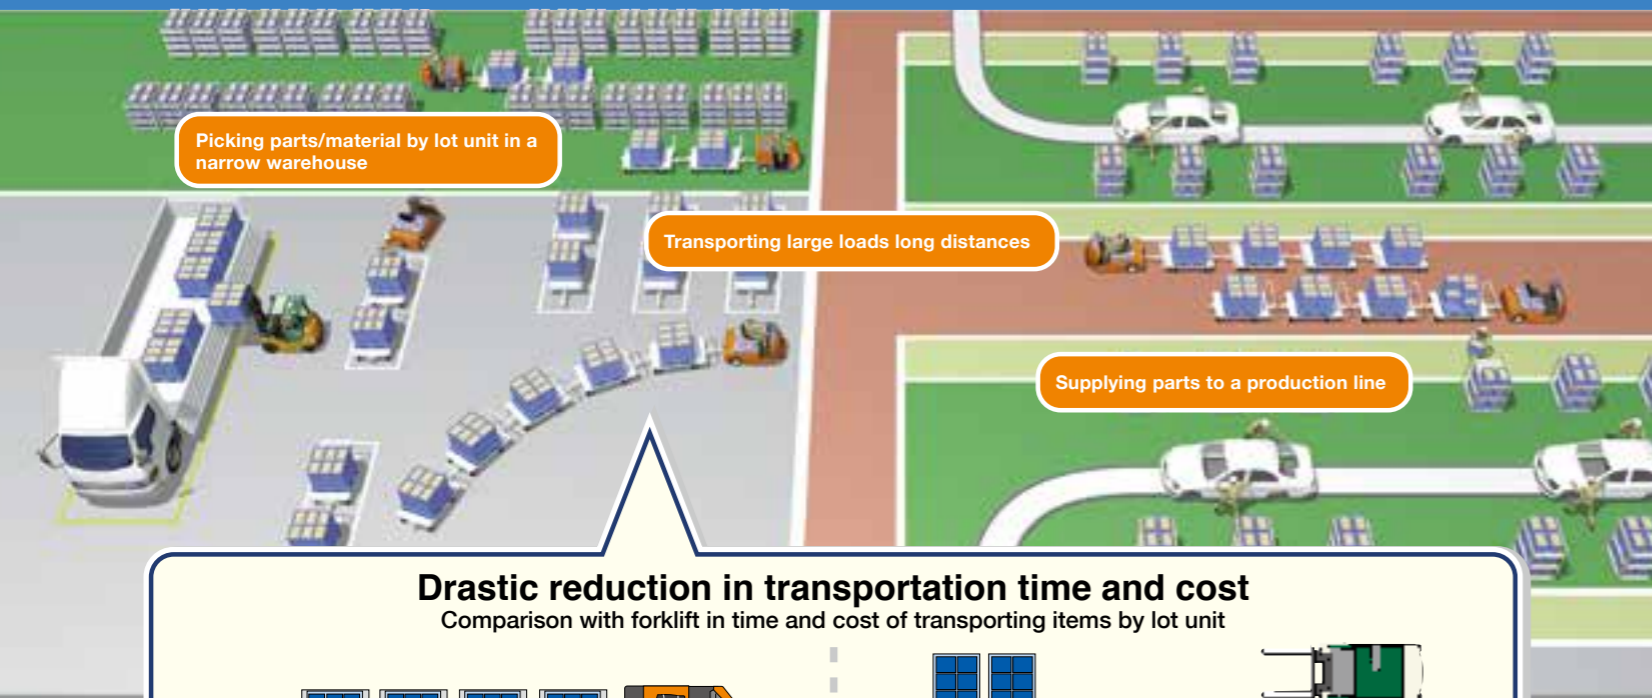 Picking parts/material by lot unit in a
narrow warehouse
Transporting large loads long distances
Supplying parts to a production line
Drastic reduction in transportation time and cost
Comparison with forklift in time and cost of transporting items by lot unit